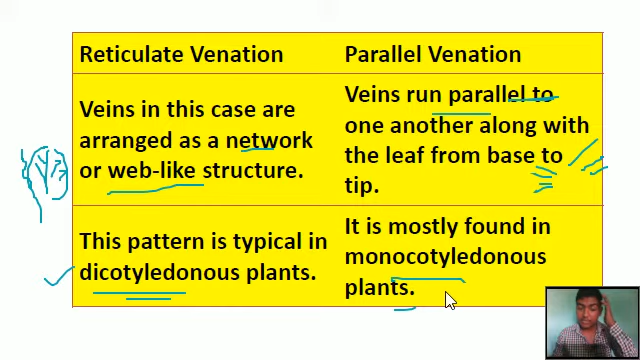 Reticulate Venation
Parallel Venation
Veins in this case are
arranged as a network
or web-like structure.
Veins run parallel to
one another along with
the leaf from base to
tip.
This pattern is typical in
dicotyledonous plants.
It is mostly found in
monocotyledonous
plants.